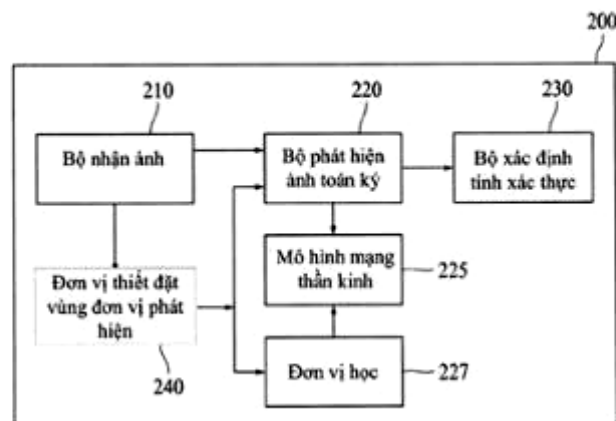 200
210
220
230
Bộ nhận ảnh
Bộ phát hiện
ảnh toán ký
Bộ xác định
tính xác thực
Mô hình mạng
thần kinh
225
Đơn vị thiết đặt
vùng đơn vị phát
hiện
240
Đơn vị học
227